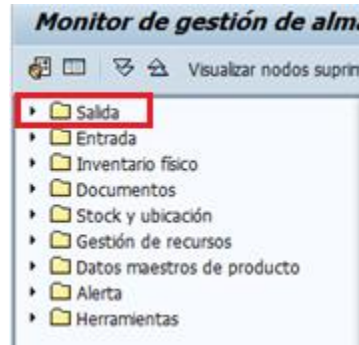 Monitor de gestión de alma
Visualizar nodos suprin
Salida
Entrada
Inventario físico
Documentos
Stock y ubicación
Gestión de recursos
Datos maestros de producto
Alerta
Herramientas